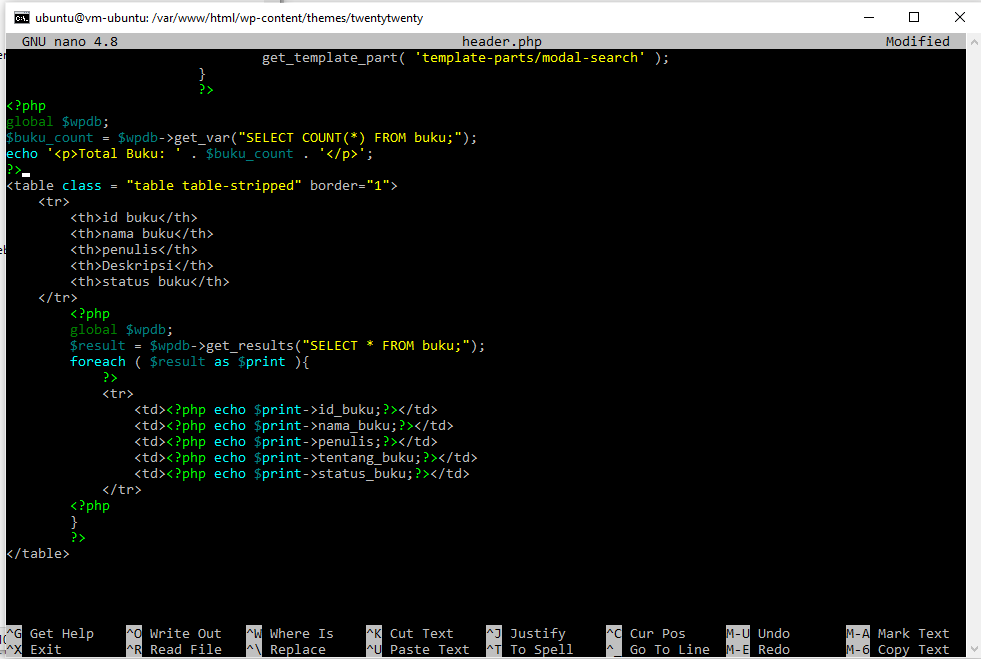 ubuntu@vm-ubuntu: /var/www/html/wp-content/themes/twentytwenty
GNU nano 4.8 header.php Modified
get_template_part( 'template-parts/modal-search' );
}
?>
<?php
global $wpdb;
$buku_count = $wpdb->get_var("SELECT COUNT(*) FROM buku;");
echo '<p>Total Buku: ' . $buku_count . '</p>';
?>
<table class = "table table-stripped" border="1">
<tr>
<th>id buku</th>
<th>nama buku</th>
<th>penulis</th>
<th>Deskripsi</th>
<th>status buku</th>
</tr>
<?php
global $wpdb;
$result = $wpdb->get_results("SELECT * FROM buku;");
foreach ( $result as $print ){
?>
<tr>
<td><?php echo $print->id_buku;?></td>
<td><?php echo $print->nama_buku;?></td>
<td><?php echo $print->penulis;?></td>
<td><?php echo $print->tentang_buku;?></td>
<td><?php echo $print->status_buku;?></td>
</tr>
<?php
}
?>
</table>
^G Get Help ^O Write Out ^W Where Is ^K Cut Text ^J Justify ^C Cur Pos M-U Undo M-A Mark Text
^X Exit ^R Read File ^\ Replace ^U Paste Text ^T To Spell ^_ Go To Line M-E Redo M-6 Copy Text